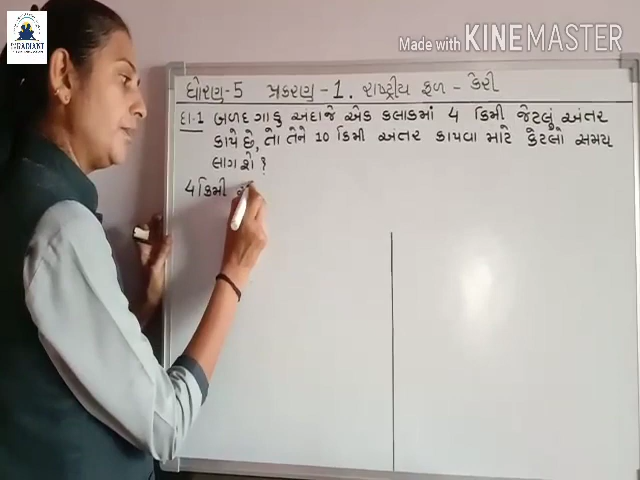 RADIANT
Made with KINEMASTER
ધોરણ-5 પ્રકરણ-1. રાષ્ટ્રીય ફળ - કેરી
દા-1 બળદ ગાડુ અંદાજે એક કલાકમાં 4 કિમી જેટલું અંતર
કાપે છે, તો તેને 10 કિમી અંતર કાપવા માટે કેટલો સમય
લાગશે ?
4 કિમી